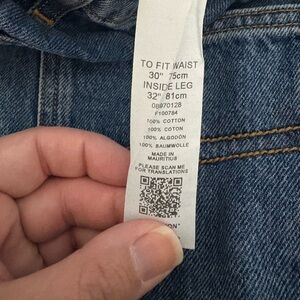 TO FIT WAIST
30" 75cm
INSIDE LEG
32" 81cm
08970128
F100784
100% COTTON
100% COTON
100% ALGODÓN
100% BAUMWOLLE
MADE IN
MAURITIUS
PLEASE SCAN ME
FOR TRANSLATIONS